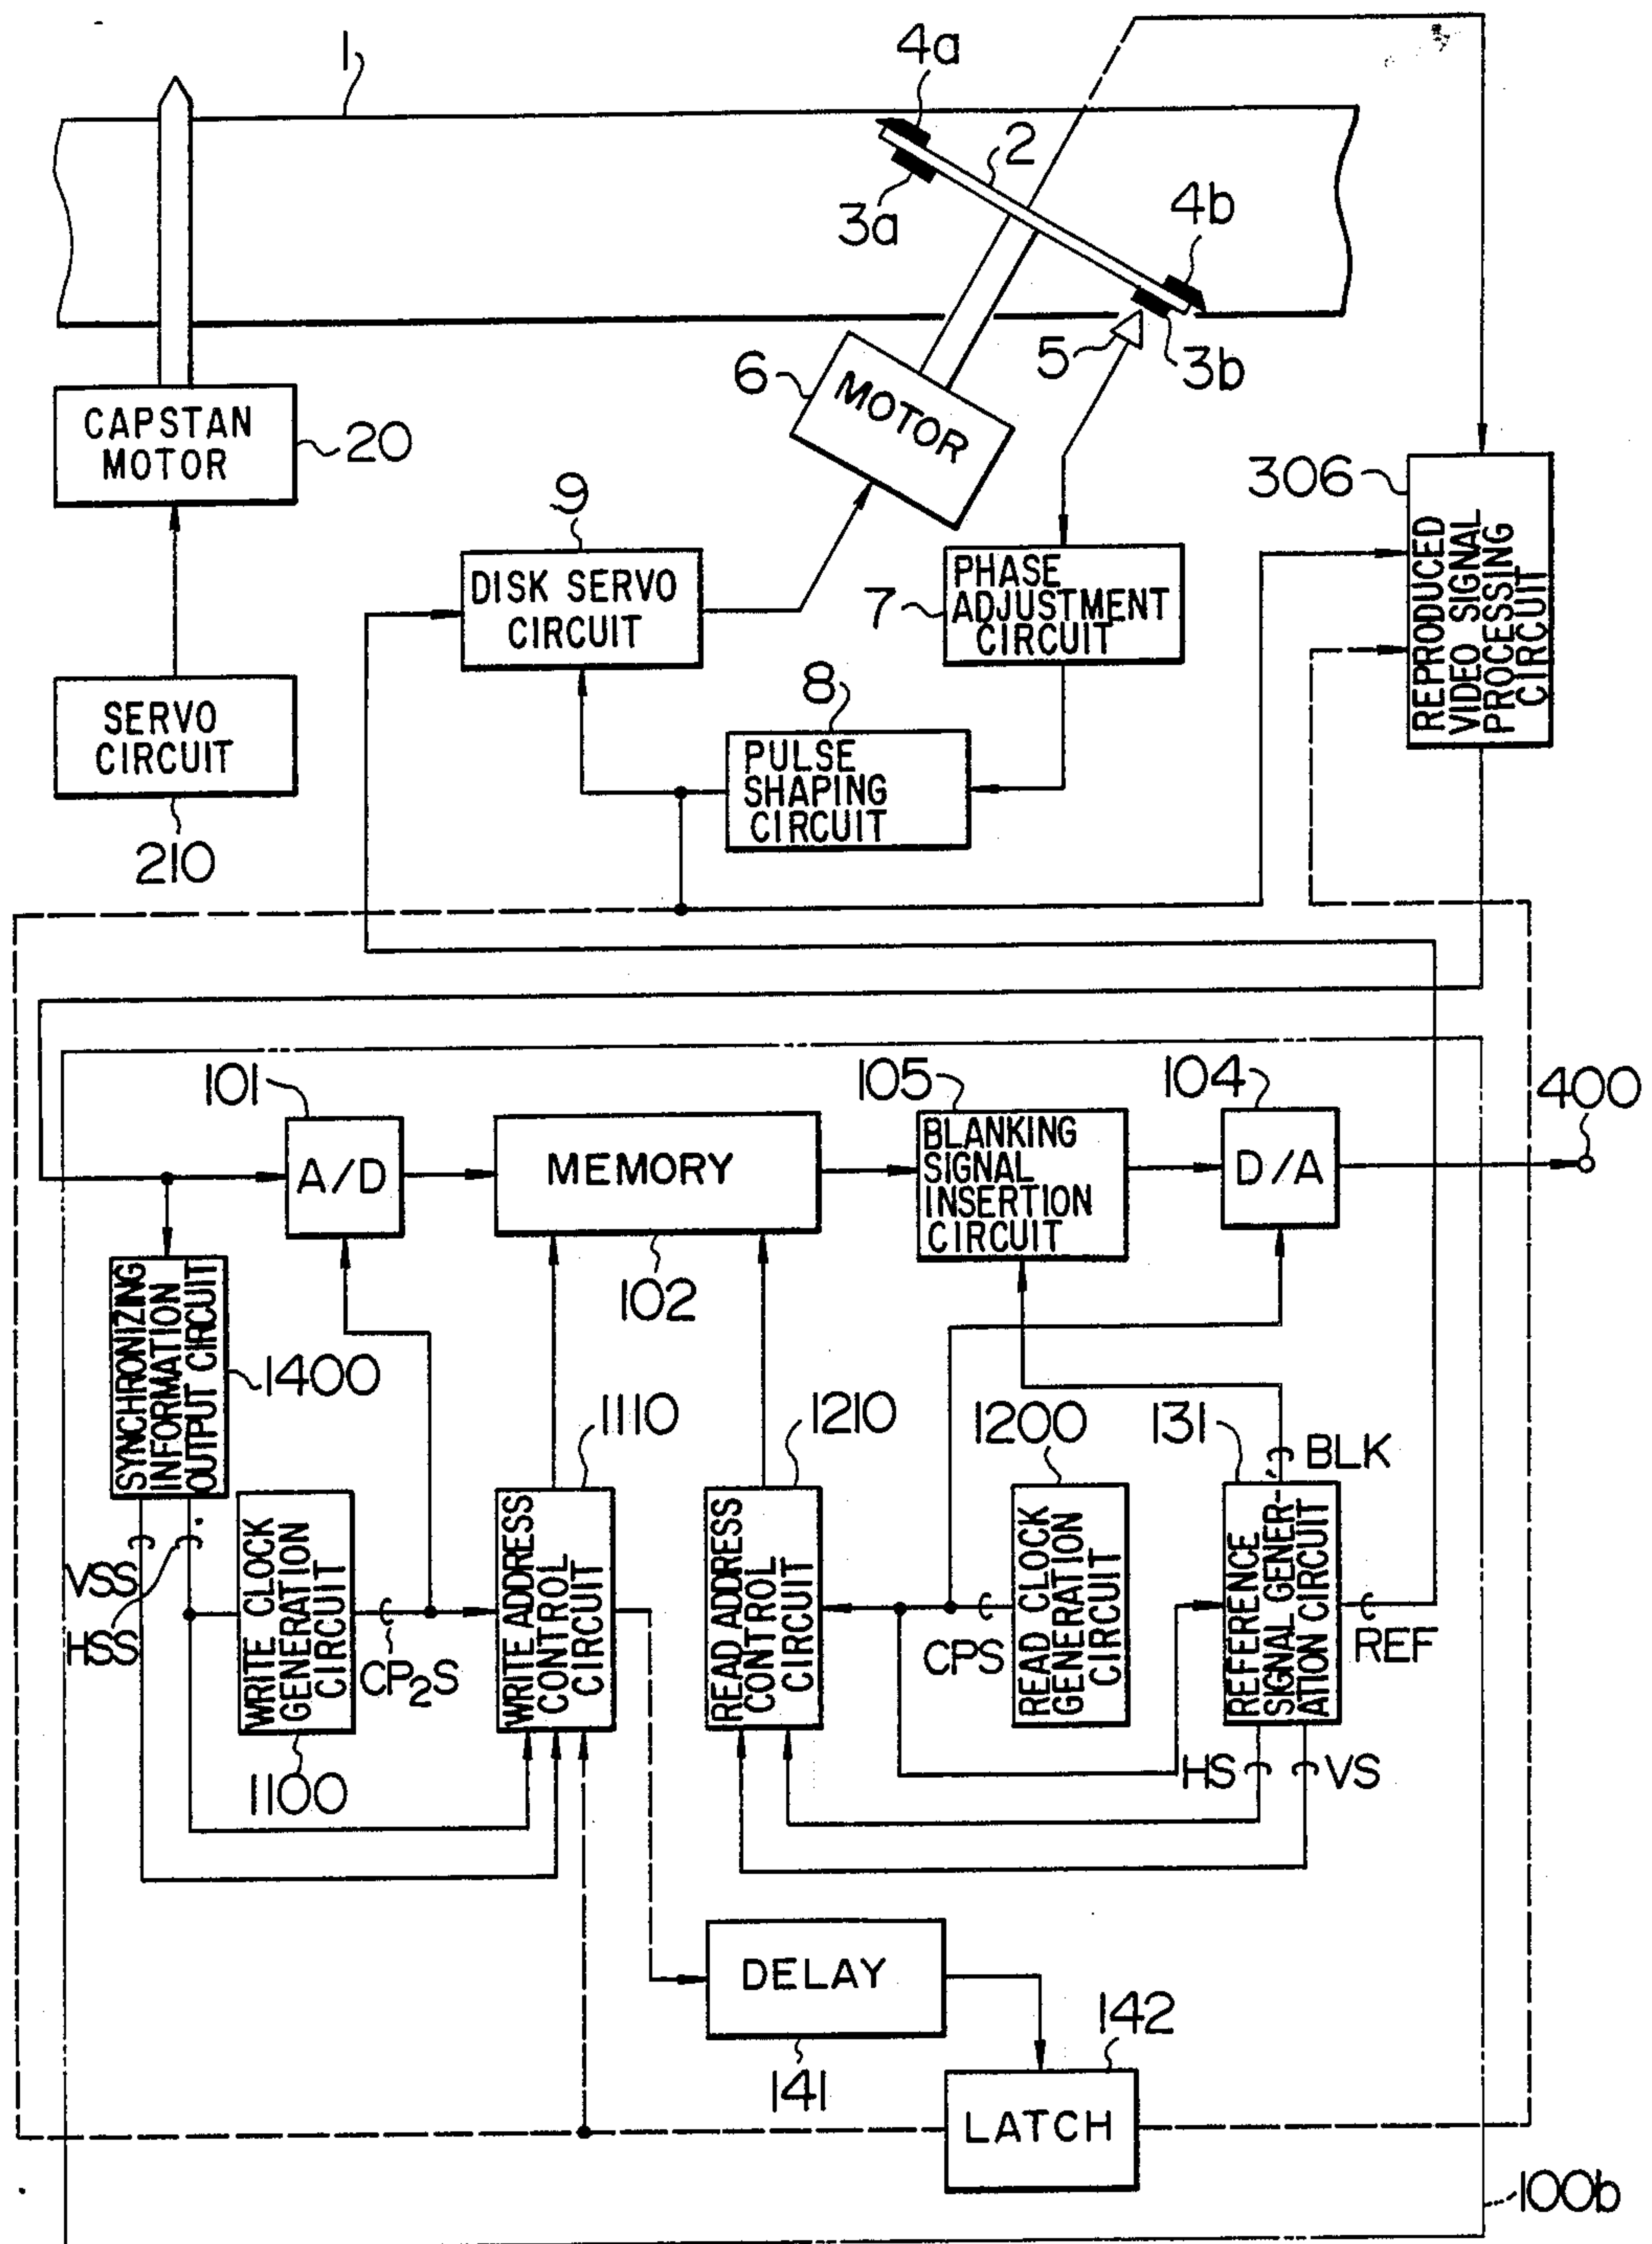 1
4a
2
3a
4b
5
3b
6
MOTOR
CAPSTAN
MOTOR
20
306
REPRODUCED
VIDEO SIGNAL
PROCESSING
CIRCUIT
9
DISK SERVO
CIRCUIT
7
PHASE
ADJUSTMENT
CIRCUIT
SERVO
CIRCUIT
210
8
PULSE
SHAPING
CIRCUIT
101
A/D
MEMORY
102
105
BLANKING
SIGNAL
INSERTION
CIRCUIT
104
D/A
400
SYNCHRONIZING
INFORMATION
OUTPUT CIRCUIT
1400
1110
1210
1200
131
BLK
VSS
HSS
WRITE CLOCK
GENERATION
CIRCUIT
1100
CP₂S
WRITE ADDRESS
CONTROL
CIRCUIT
READ ADDRESS
CONTROL
CIRCUIT
CPS
READ CLOCK
GENERATION
CIRCUIT
REFERENCE
SIGNAL GENER-
ATION CIRCUIT
REF
HS
VS
DELAY
141
142
LATCH
100b